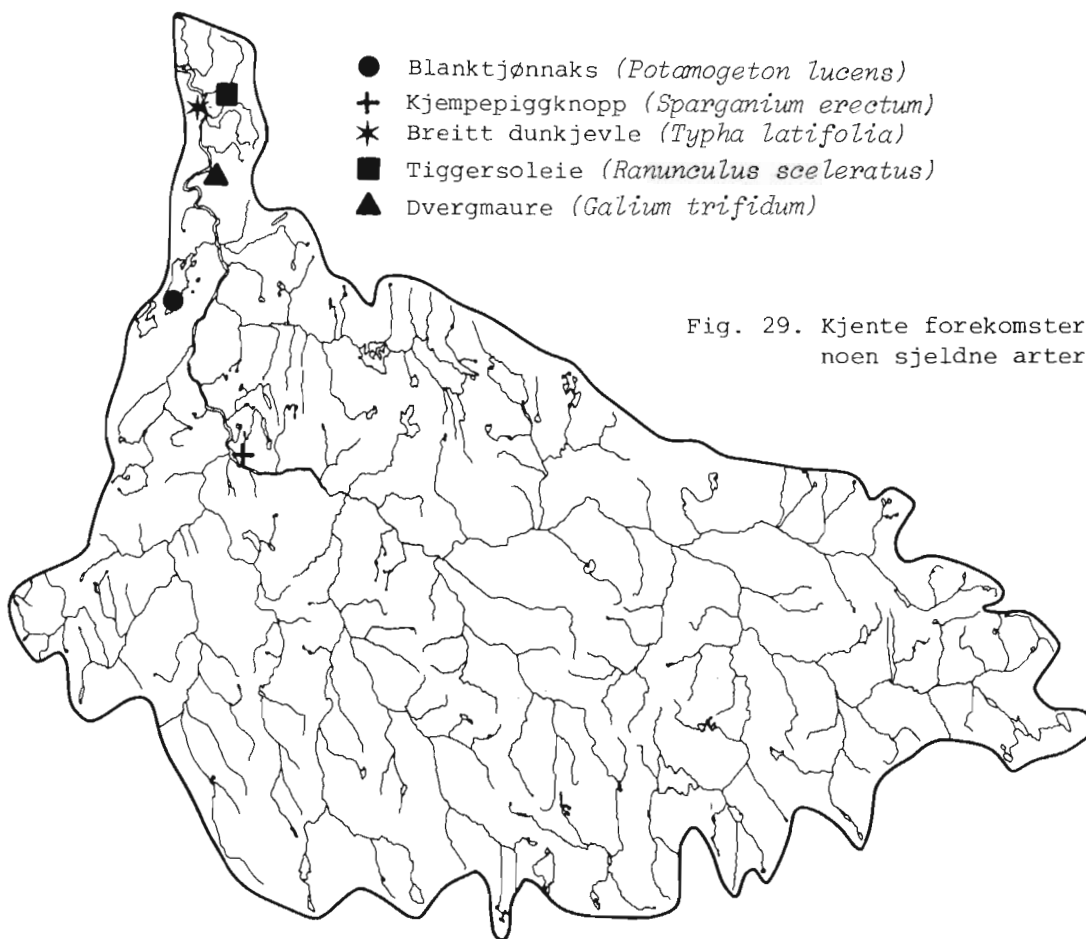 Blanktjønnaks (Potamogeton lucens)
Kjempepiggknopp (Sparganium erectum)
Breitt dunkjevle (Typha latifolia)
Tiggersoleie (Ranunculus sceleratus)
Dvergmaure (Galium trifidum)
Fig. 29. Kjente forekomster
noen sjeldne arter